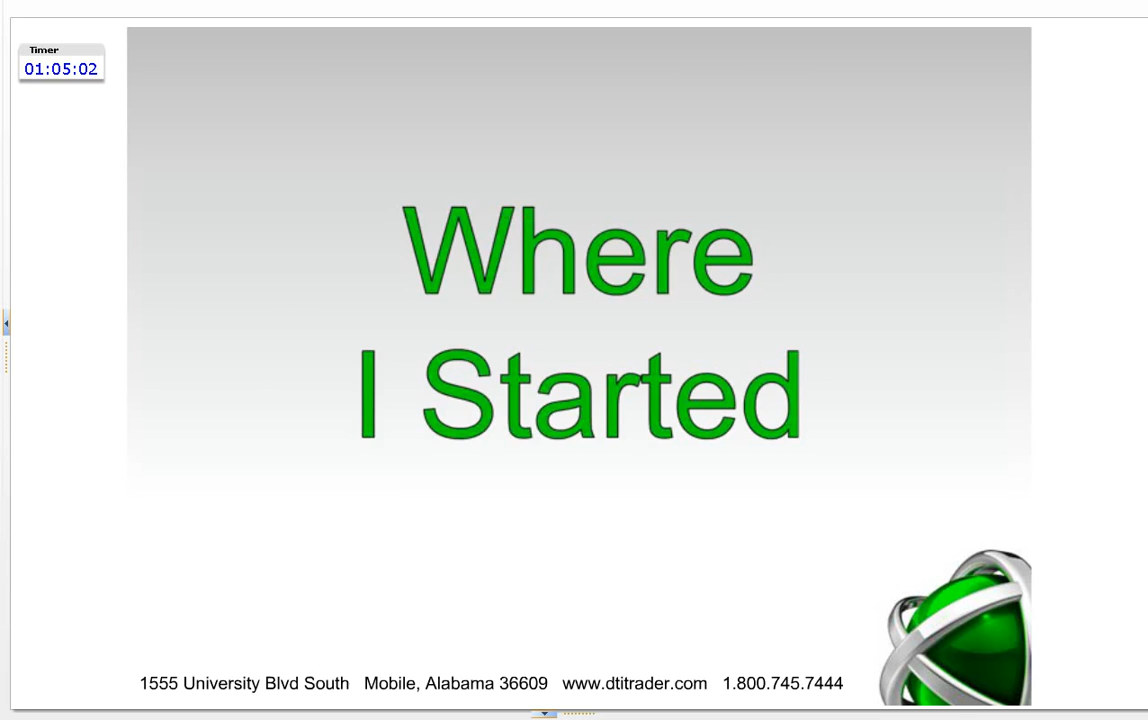 Timer
01:05:02
Where
I Started
1555 University Blvd South Mobile, Alabama 36609 www.dtitrader.com 1.800.745.7444